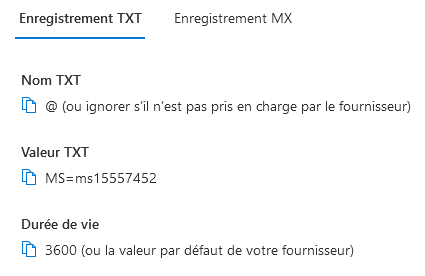 Enregistrement TXT Enregistrement MX
Nom TXT
@ (ou ignorer s'il n'est pas pris en charge par le fournisseur)
Valeur TXT
MS=ms15557452
Durée de vie
3600 (ou la valeur par défaut de votre fournisseur)